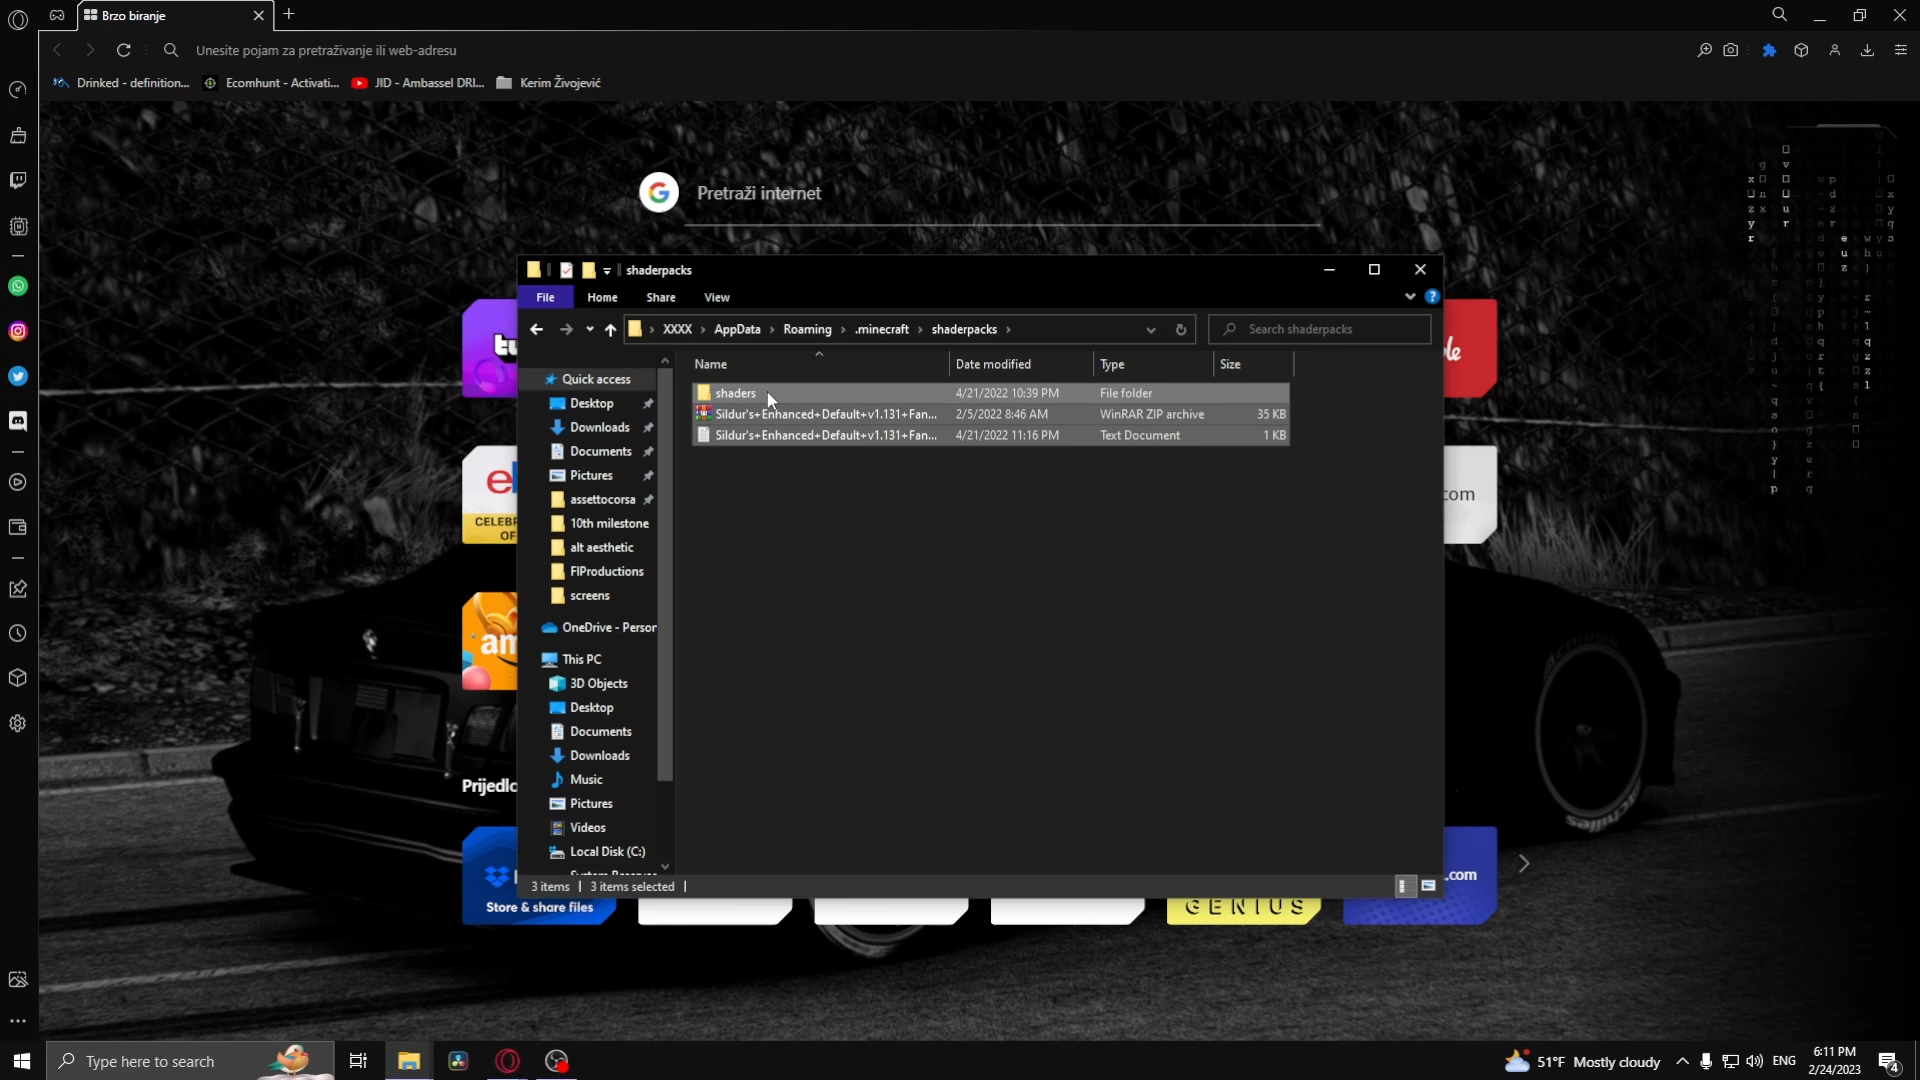 Brzo biranje
Unesite pojam za pretraživanje ili web-adresu
Drinked - definition... Ecomhunt - Activati... JID - Ambassel DRI... Kerim Živojević
Pretraži internet
shaderpacks
File Home Share View
XXXX AppData Roaming .minecraft shaderpacks
Search shaderpacks
Name Date modified Type Size
shaders 4/21/2022 10:39 PM File folder
Sildur's+Enhanced+Default+v1.131+Fan... 2/5/2022 8:46 AM WinRAR ZIP archive 35 KB
Sildur's+Enhanced+Default+v1.131+Fan... 4/21/2022 11:16 PM Text Document 1 KB
Quick access
Desktop
Downloads
Documents
Pictures
assettocorsa
10th milestone
alt aesthetic
FIProductions
screens
OneDrive - Person
This PC
3D Objects
Desktop
Documents
Downloads
Music
Pictures
Videos
Local Disk (C:)
3 items 3 items selected
CELEBR
OF
am
.com
Prijedlo
Store & share files
GENIUS
.com
Type here to search
51°F Mostly cloudy
ENG
6:11 PM
2/24/2023
4